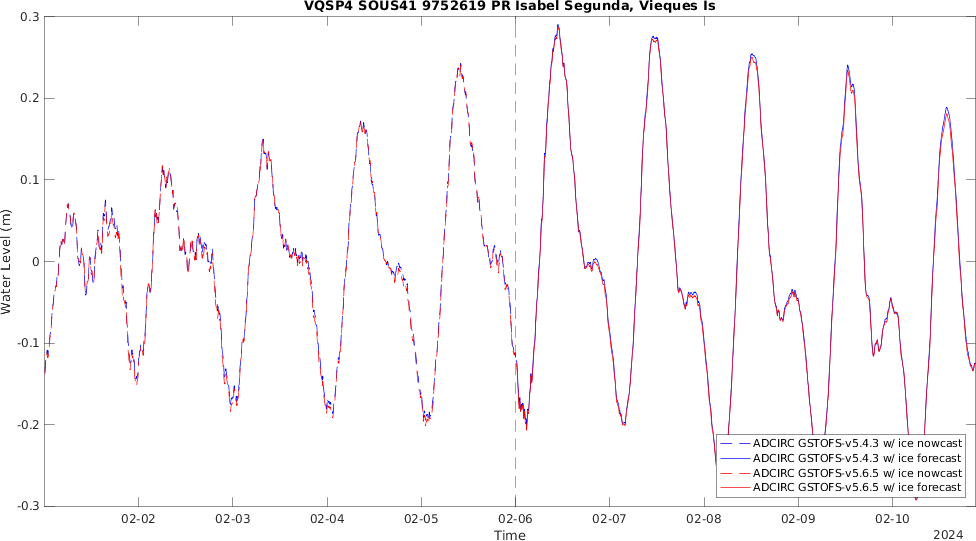 VQSP4 SOUS41 9752619 PR Isabel Segunda, Vieques Is
0.3
0.2
0.1
0
-0.1
-0.2
-0.3
Water Level (m)
02-02 02-03 02-04 02-05 02-06 02-07 02-08 02-09 02-10
Time
2024
ADCIRC GSTOFS-v5.4.3 w/ ice nowcast
ADCIRC GSTOFS-v5.4.3 w/ ice forecast
ADCIRC GSTOFS-v5.6.5 w/ ice nowcast
ADCIRC GSTOFS-v5.6.5 w/ ice forecast